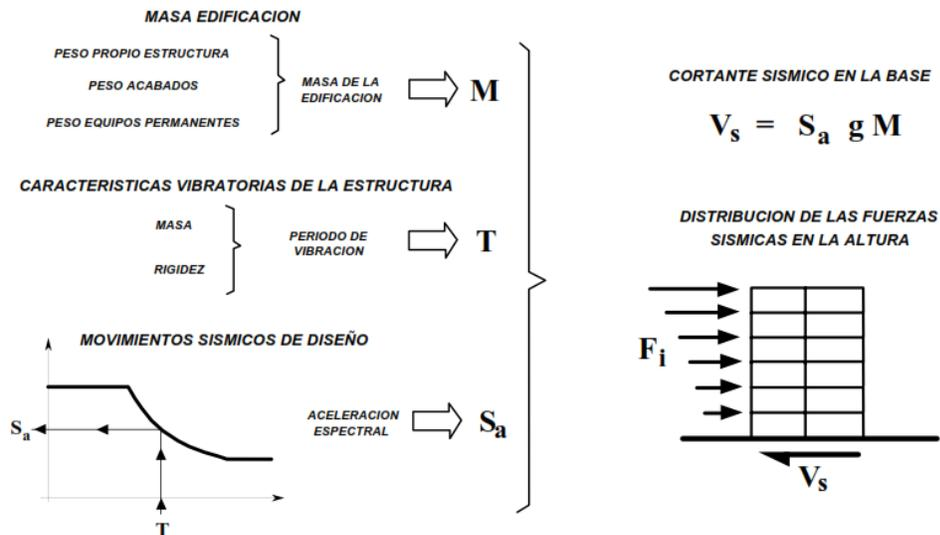 MASA EDIFICACION
PESO PROPIO ESTRUCTURA
PESO ACABADOS
PESO EQUIPOS PERMANENTES
MASA DE LA
EDIFICACION
M
CARACTERISTICAS VIBRATORIAS DE LA ESTRUCTURA
MASA
RIGIDEZ
PERIODO DE
VIBRACION
T
MOVIMIENTOS SISMICOS DE DISEÑO
Sa
T
ACELERACION
ESPECTRAL
Sa
CORTANTE SISMICO EN LA BASE
Vs = Sa g M
DISTRIBUCION DE LAS FUERZAS
SISMICAS EN LA ALTURA
Fi
Vs